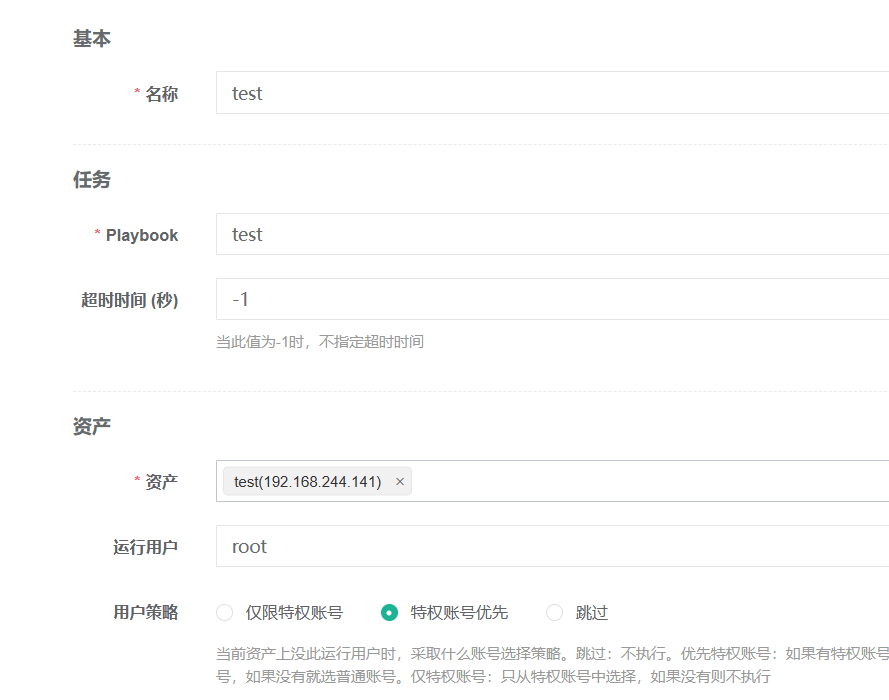 基本
* 名称 test
任务
* Playbook test
超时时间 (秒) -1
当此值为-1时，不指定超时时间
资产
* 资产 test(192.168.244.141) ×
运行用户 root
用户策略 仅限特权账号 特权账号优先 跳过
当前资产上没此运行用户时，采取什么账号选择策略。跳过：不执行。优先特权账号：如果有特权账号
号，如果没有就选普通账号。仅特权账号：只从特权账号中选择，如果没有则不执行